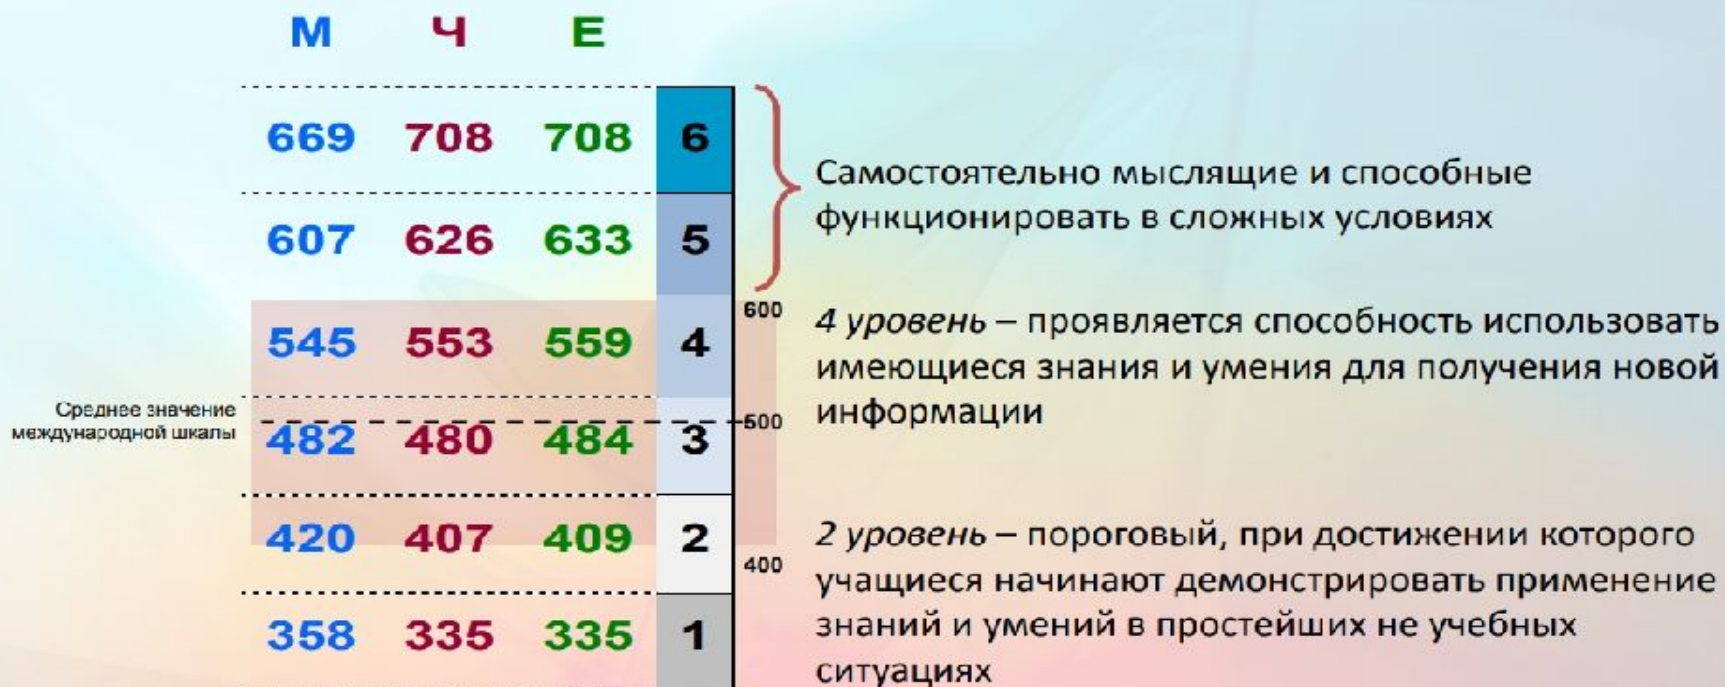 М Ч Е
669 708 708 6
Самостоятельно мыслящие и способные
функционировать в сложных условиях
607 626 633 5
600
4 уровень – проявляется способность использовать
имеющиеся знания и умения для получения новой
информации
545 553 559 4
Среднее значение
международной шкалы
500
482 480 484 3
2 уровень – пороговый, при достижении которого
учащиеся начинают демонстрировать применение
знаний и умений в простейших не учебных
ситуациях
420 407 409 2
400
358 335 335 1